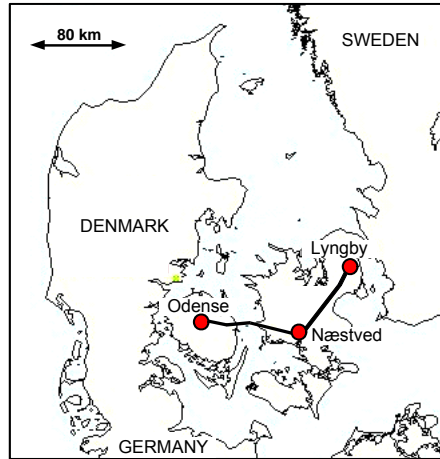 80 km
SWEDEN
DENMARK
Lyngby
Odense
Næstved
GERMANY